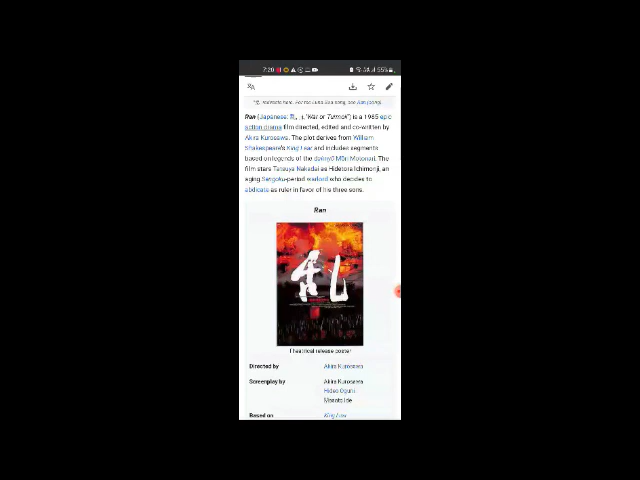 7:20
55%
Ran (Japanese: 乱, lit. "War or Turmoil") is a 1985 epic
action drama film directed, edited and co-written by
Akira Kurosawa. The plot derives from William
Shakespeare's King Lear and includes segments
based on legends of the daimyō Mōri Motonari. The
film stars Tatsuya Nakadai as Hidetora Ichimonji, an
aging Sengoku-period warlord who decides to
abdicate as ruler in favor of his three sons.
Ran
乱
Theatrical release poster
Directed by Akira Kurosawa
Screenplay by Akira Kurosawa
Hideo Oguni
Masato Ide
Based on King Lear